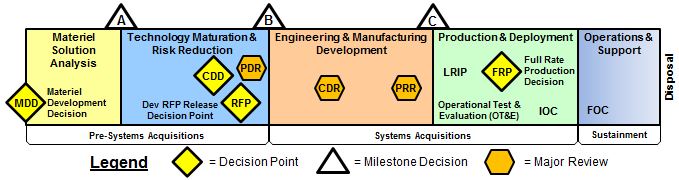 A
B
C
Materiel
Solution
Analysis
MDD
Materiel
Development
Decision
Technology Maturation &
Risk Reduction
CDD
PDR
Dev RFP Release
Decision Point
RFP
Engineering & Manufacturing
Development
CDR
PRR
Production & Deployment
LRIP
FRP
Full Rate
Production
Decision
Operational Test &
Evaluation (OT&E)
IOC
Operations &
Support
FOC
Disposal
Pre-Systems Acquisitions
Systems Acquisitions
Sustainment
Legend
= Decision Point
= Milestone Decision
= Major Review